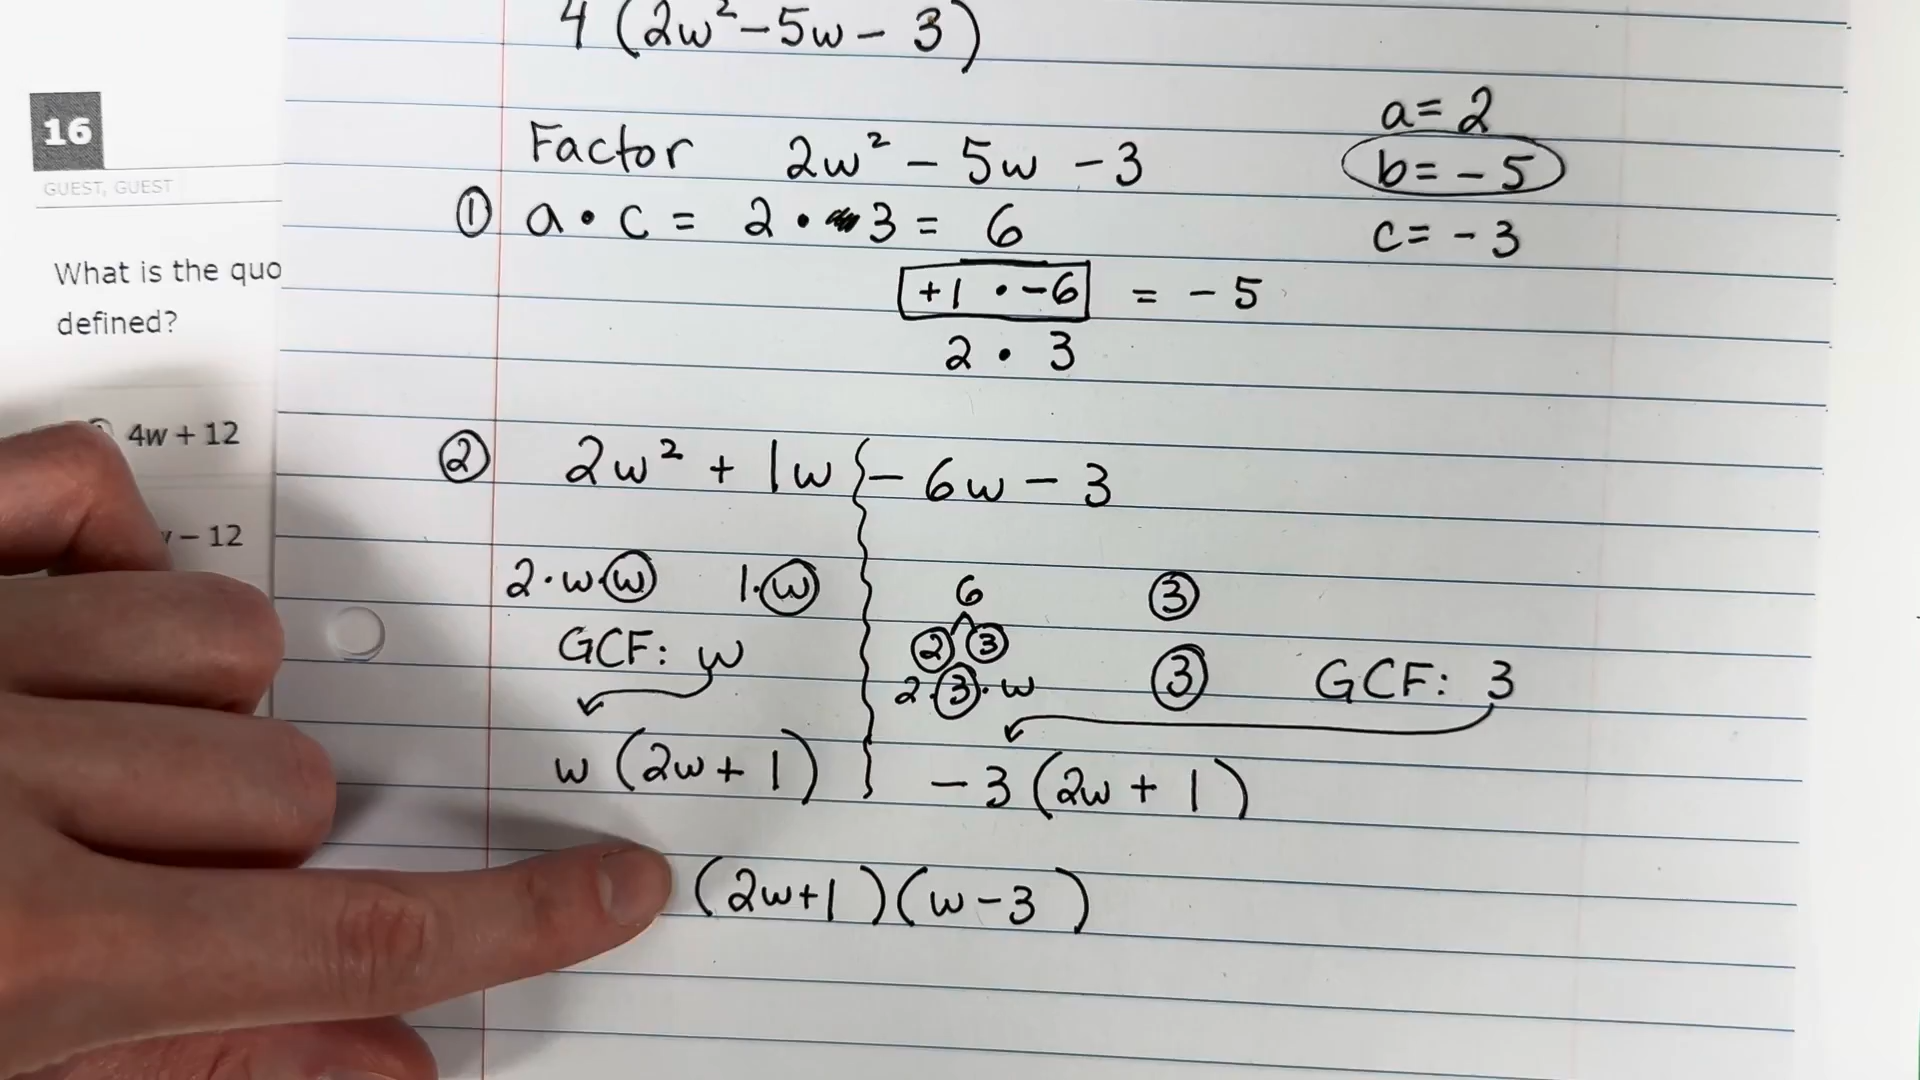 4 (2w² - 5w - 3)
16
GUEST, GUEST
What is the quo
defined?
4w + 12
- 12
Factor 2w² - 5w - 3
a = 2
b = - 5
c = - 3
① a • c = 2 • 3 = 6
+1 • -6 = - 5
2 • 3
② 2w² + 1w - 6w - 3
2 · w · w 1 · w 6 3
2 3
GCF: w 2 · 3 · w 3 GCF: 3
w (2w + 1) - 3 (2w + 1)
(2w+1)(w-3)